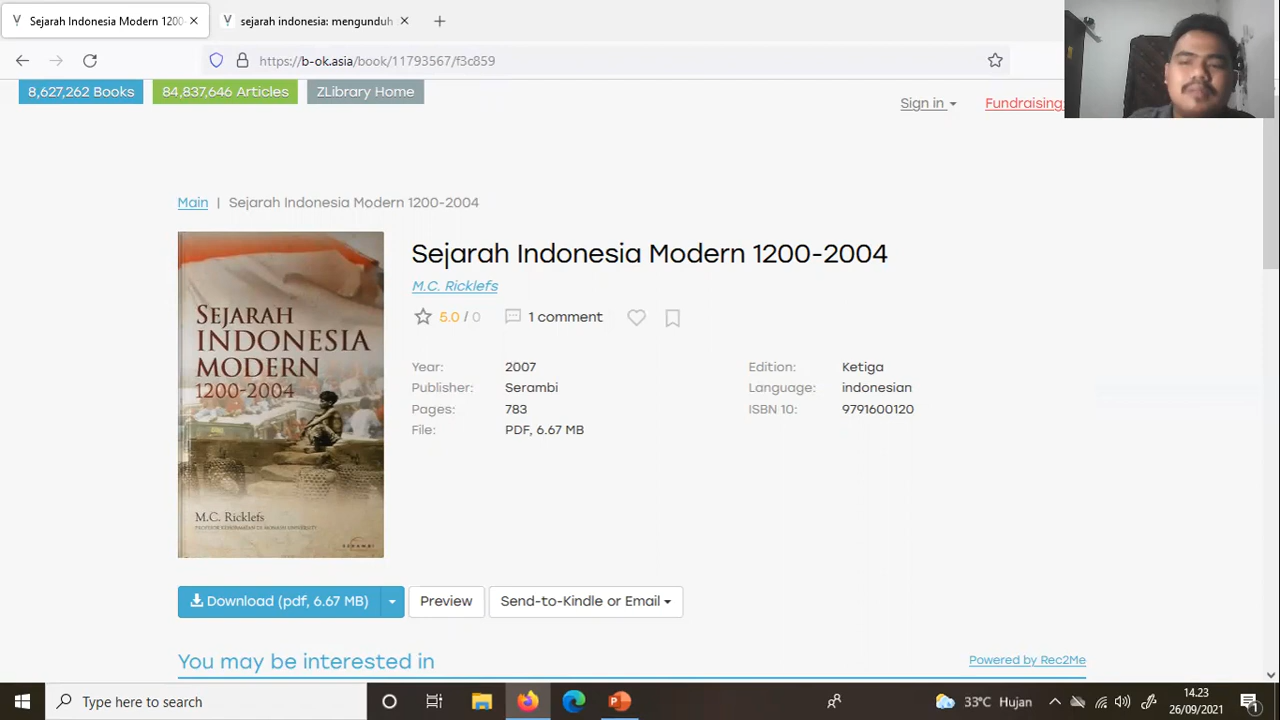 Sejarah Indonesia Modern 1200
sejarah indonesia: mengunduh
https://b-ok.asia/book/11793567/f3c859
8,627,262 Books
84,837,646 Articles
ZLibrary Home
Sign in
Fundraising:
Main | Sejarah Indonesia Modern 1200-2004
SEJARAH
INDONESIA
MODERN
1200-2004
M.C. Ricklefs
SERAMBI
Sejarah Indonesia Modern 1200-2004
M.C. Ricklefs
5.0 / 0 1 comment
Year: 2007 Edition: Ketiga
Publisher: Serambi Language: indonesian
Pages: 783 ISBN 10: 9791600120
File: PDF, 6.67 MB
Download (pdf, 6.67 MB) Preview Send-to-Kindle or Email
You may be interested in Powered by Rec2Me
Type here to search
33°C Hujan
14.23
26/09/2021
1